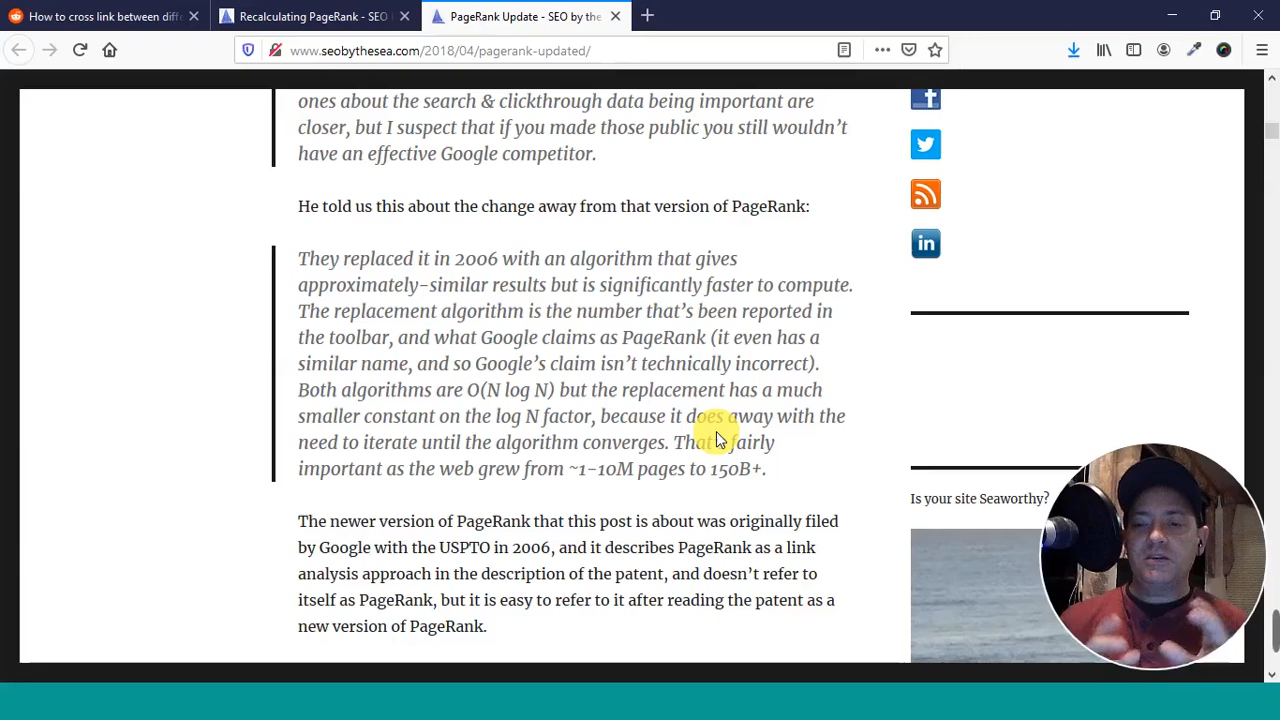 How to cross link between diffe
Recalculating PageRank - SEO
PageRank Update - SEO by the
www.seobythesea.com/2018/04/pagerank-updated/
ones about the search & clickthrough data being important are
closer, but I suspect that if you made those public you still wouldn't
have an effective Google competitor.
He told us this about the change away from that version of PageRank:
They replaced it in 2006 with an algorithm that gives
approximately-similar results but is significantly faster to compute.
The replacement algorithm is the number that's been reported in
the toolbar, and what Google claims as PageRank (it even has a
similar name, and so Google's claim isn't technically incorrect).
Both algorithms are O(N log N) but the replacement has a much
smaller constant on the log N factor, because it does away with the
need to iterate until the algorithm converges. That's fairly
important as the web grew from ~1-10M pages to 150B+.
The newer version of PageRank that this post is about was originally filed
by Google with the USPTO in 2006, and it describes PageRank as a link
analysis approach in the description of the patent, and doesn't refer to
itself as PageRank, but it is easy to refer to it after reading the patent as a
new version of PageRank.
f
in
Is your site Seaworthy?